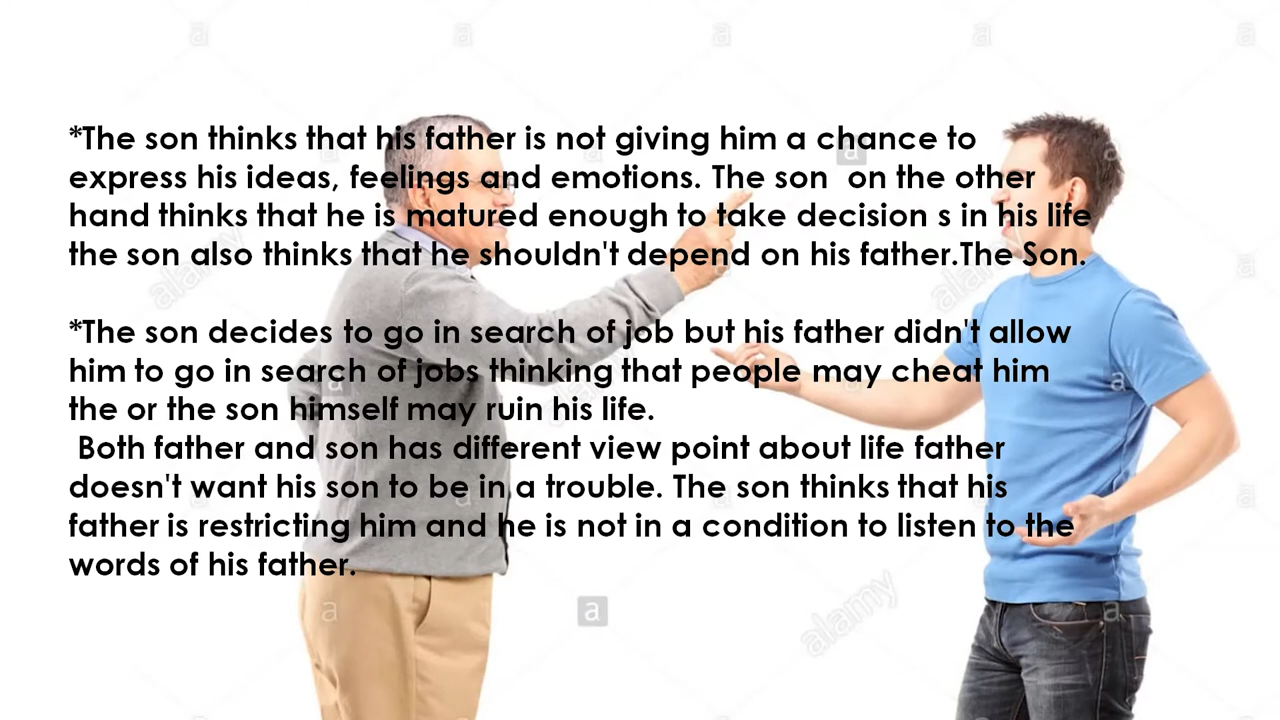 *The son thinks that his father is not giving him a chance to
express his ideas, feelings and emotions. The son  on the other
hand thinks that he is matured enough to take decision s in his life
the son also thinks that he shouldn't depend on his father.The Son.
*The son decides to go in search of job but his father didn't allow
him to go in search of jobs thinking that people may cheat him
the or the son himself may ruin his life.
Both father and son has different view point about life father
doesn't want his son to be in a trouble. The son thinks that his
father is restricting him and he is not in a condition to listen to the
words of his father.
a
alamy